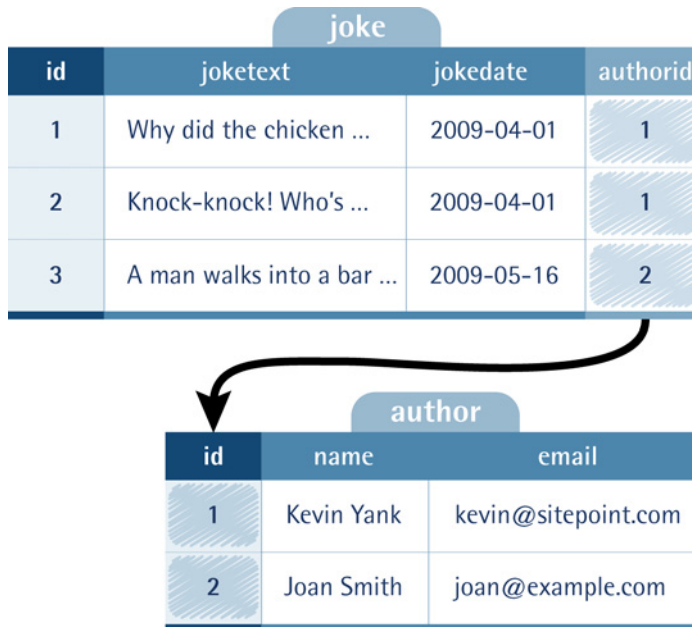 joke
id joketext jokedate authorid
1 Why did the chicken ... 2009-04-01 1
2 Knock-knock! Who's ... 2009-04-01 1
3 A man walks into a bar ... 2009-05-16 2
author
id name email
1 Kevin Yank kevin@sitepoint.com
2 Joan Smith joan@example.com